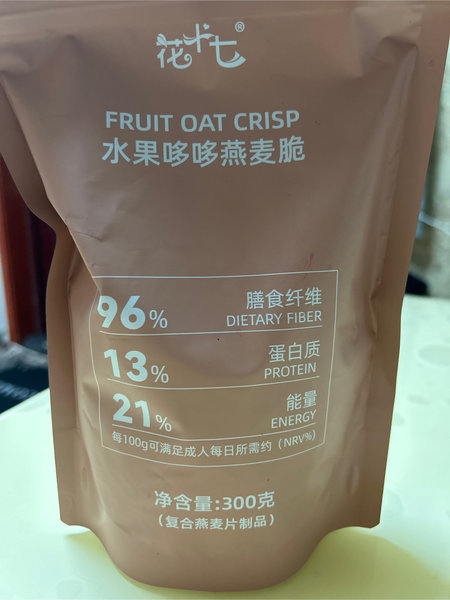 花十七®
FRUIT OAT CRISP
水果哆哆燕麦脆
96% 膳食纤维
DIETARY FIBER
13% 蛋白质
PROTEIN
21% 能量
ENERGY
每100g可满足成人每日所需约（NRV%）
净含量:300克
（复合燕麦片制品）